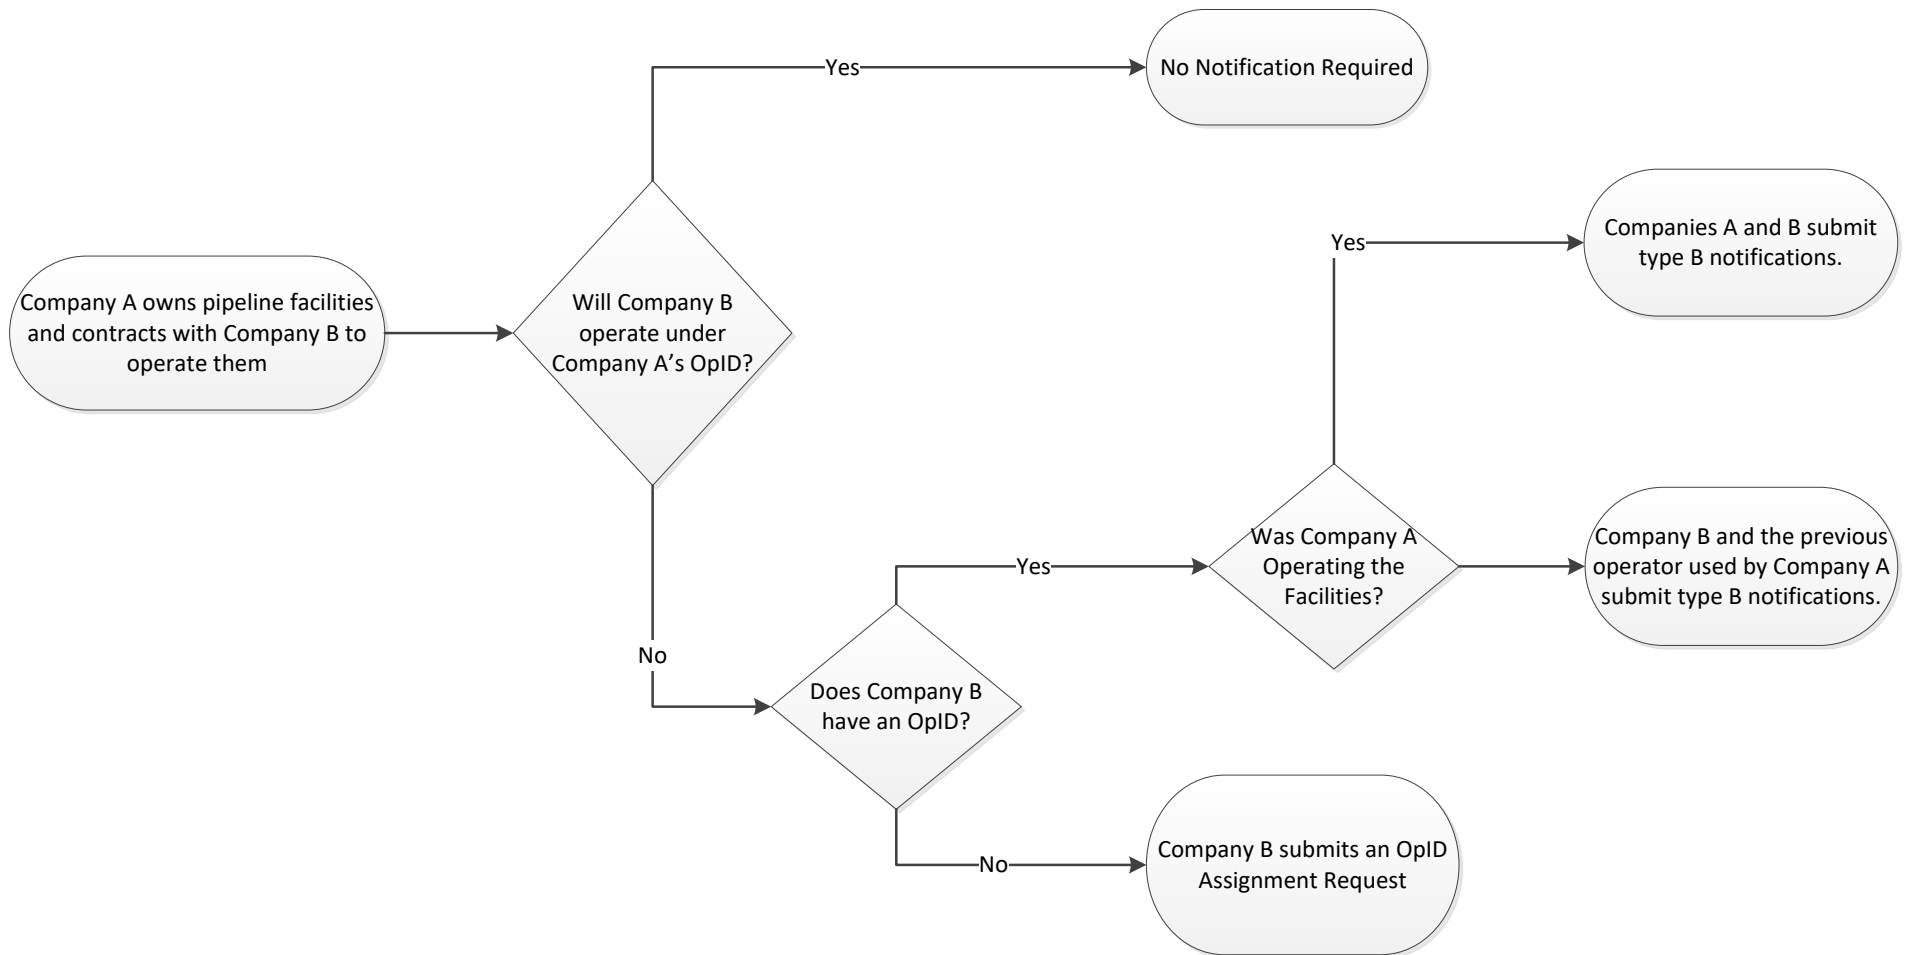 Yes
No Notification Required
Companies A and B submit
type B notifications.
Yes
Company A owns pipeline facilities
and contracts with Company B to
operate them
Will Company B
operate under
Company A’s OpID?
Was Company A
Operating the
Facilities?
Company B and the previous
operator used by Company A
submit type B notifications.
Yes
No
Does Company B
have an OpID?
No
Company B submits an OpID
Assignment Request